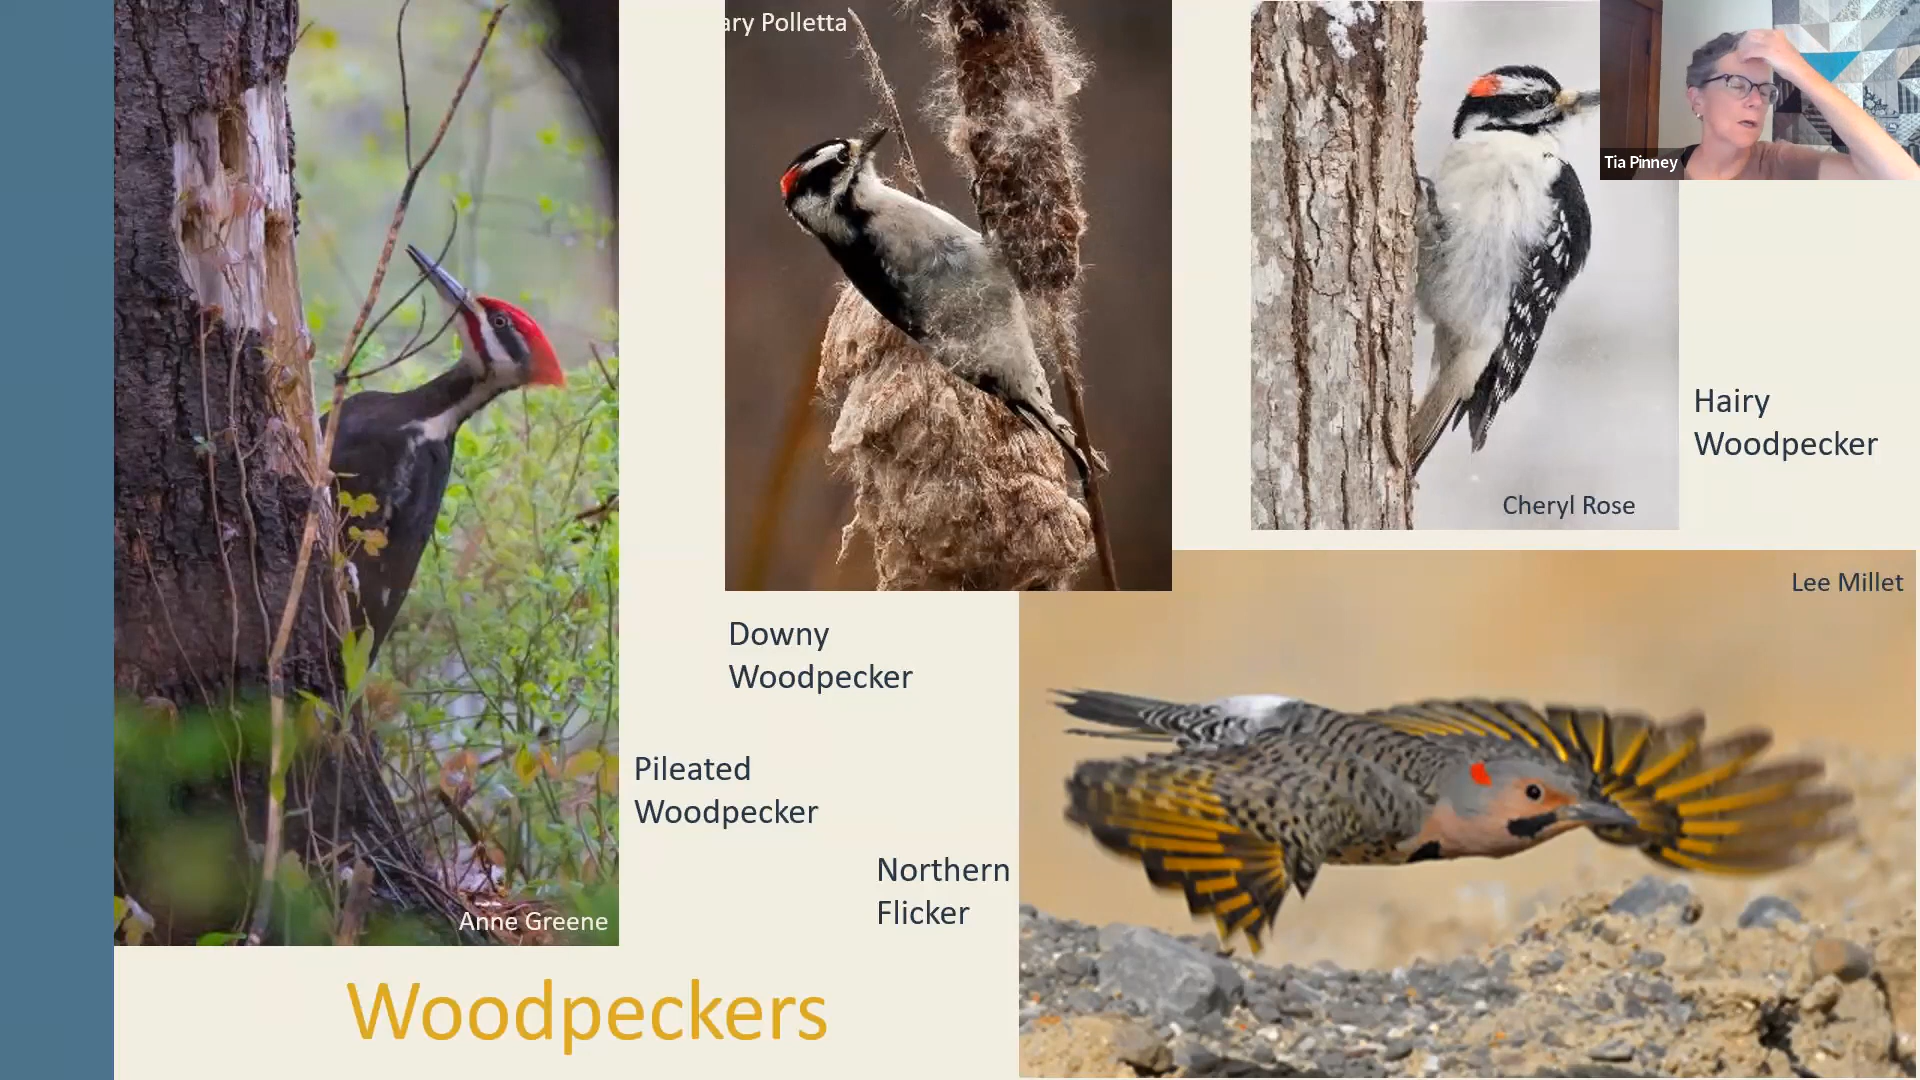 ary Polletta
Tia Pinney
Hairy
Woodpecker
Cheryl Rose
Lee Millet
Downy
Woodpecker
Pileated
Woodpecker
Northern
Flicker
Anne Greene
Woodpeckers